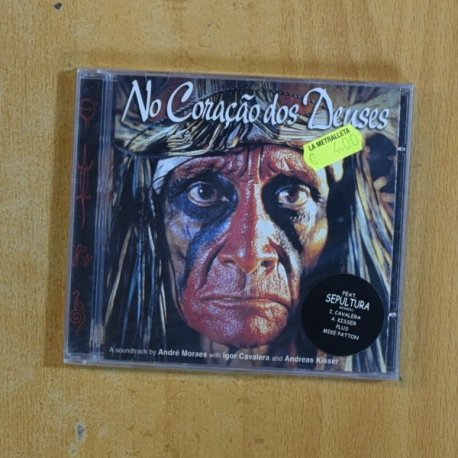 No Coração dos Deuses
LA METRALLETA
€ 4.00
FEAT
SEPULTURA
I. CAVALERA
A. KISSER
PLUS
MIKE PATTON
A soundtrack by André Moraes with Igor Cavalera and Andreas Kisser